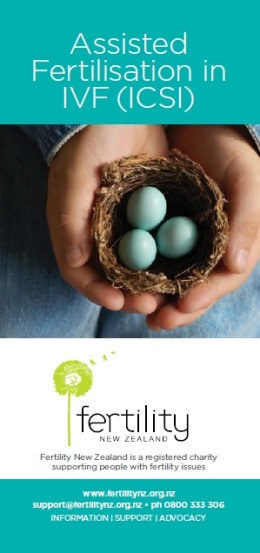 Assisted
Fertilisation in
IVF (ICSI)
fertility
NEW ZEALAND
Fertility New Zealand is a registered charity
supporting people with fertility issues
www.fertilitynz.org.nz
support@fertilitynz.org.nz • ph 0800 333 306
INFORMATION | SUPPORT | ADVOCACY